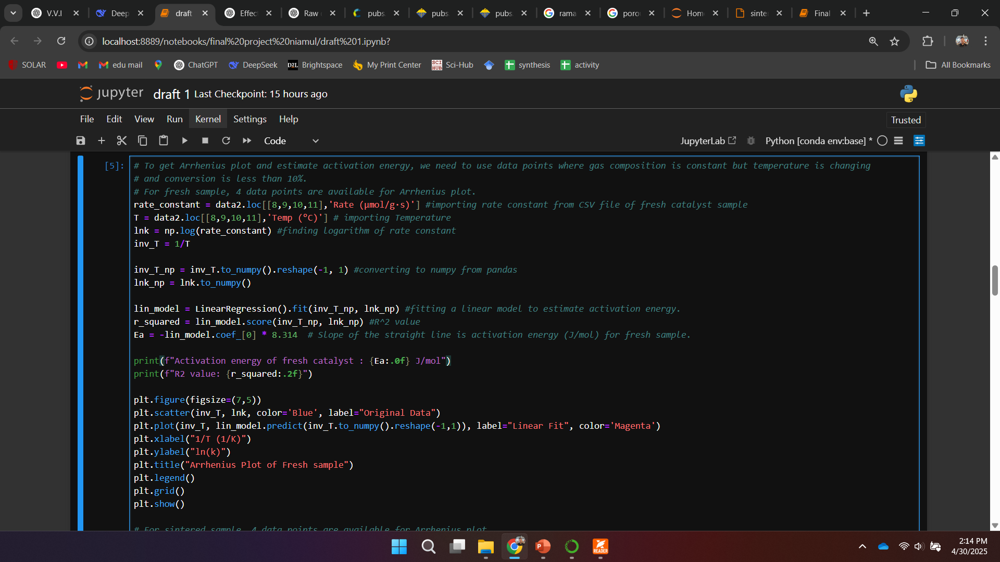 V.V.I
Deep
draft
Effec
Raw
pubs.
pubs.
pubs.
rama
poro
Hom
sinte
Final
localhost:8889/notebooks/final%20project%20niamul/draft%201.ipynb?
SOLAR
edu mail
ChatGPT
DeepSeek
D2L Brightspace
My Print Center
SCI HUB Sci-Hub
synthesis
activity
All Bookmarks
jupyter draft 1 Last Checkpoint: 15 hours ago
File Edit View Run Kernel Settings Help
Trusted
Code
JupyterLab
Python [conda env:base] *
[5]:
# To get Arrhenius plot and estimate activation energy, we need to use data points where gas composition is constant but temperature is changing
# and conversion is less than 10%.
# For fresh sample, 4 data points are available for Arrhenius plot.
rate_constant = data2.loc[[8,9,10,11],'Rate (μmol/g·s)'] #importing rate constant from CSV file of fresh catalyst sample
T = data2.loc[[8,9,10,11],'Temp (°C)'] # importing Temperature
lnk = np.log(rate_constant) #finding logarithm of rate constant
inv_T = 1/T
inv_T_np = inv_T.to_numpy().reshape(-1, 1) #converting to numpy from pandas
lnk_np = lnk.to_numpy()
lin_model = LinearRegression().fit(inv_T_np, lnk_np) #fitting a linear model to estimate activation energy.
r_squared = lin_model.score(inv_T_np, lnk_np) #R^2 value
Ea = -lin_model.coef_[0] * 8.314  # Slope of the straight line is activation energy (J/mol) for fresh sample.
print(f"Activation energy of fresh catalyst : {Ea:.0f} J/mol")
print(f"R2 value: {r_squared:.2f}")
plt.figure(figsize=(7,5))
plt.scatter(inv_T, lnk, color='Blue', label="Original Data")
plt.plot(inv_T, lin_model.predict(inv_T.to_numpy().reshape(-1,1)), label="Linear Fit", color='Magenta')
plt.xlabel("1/T (1/K)")
plt.ylabel("ln(k)")
plt.title("Arrhenius Plot of Fresh sample")
plt.legend()
plt.grid()
plt.show()
# For sintered sample, 4 data points are available for Arrhenius plot
READER
2:14 PM
4/30/2025